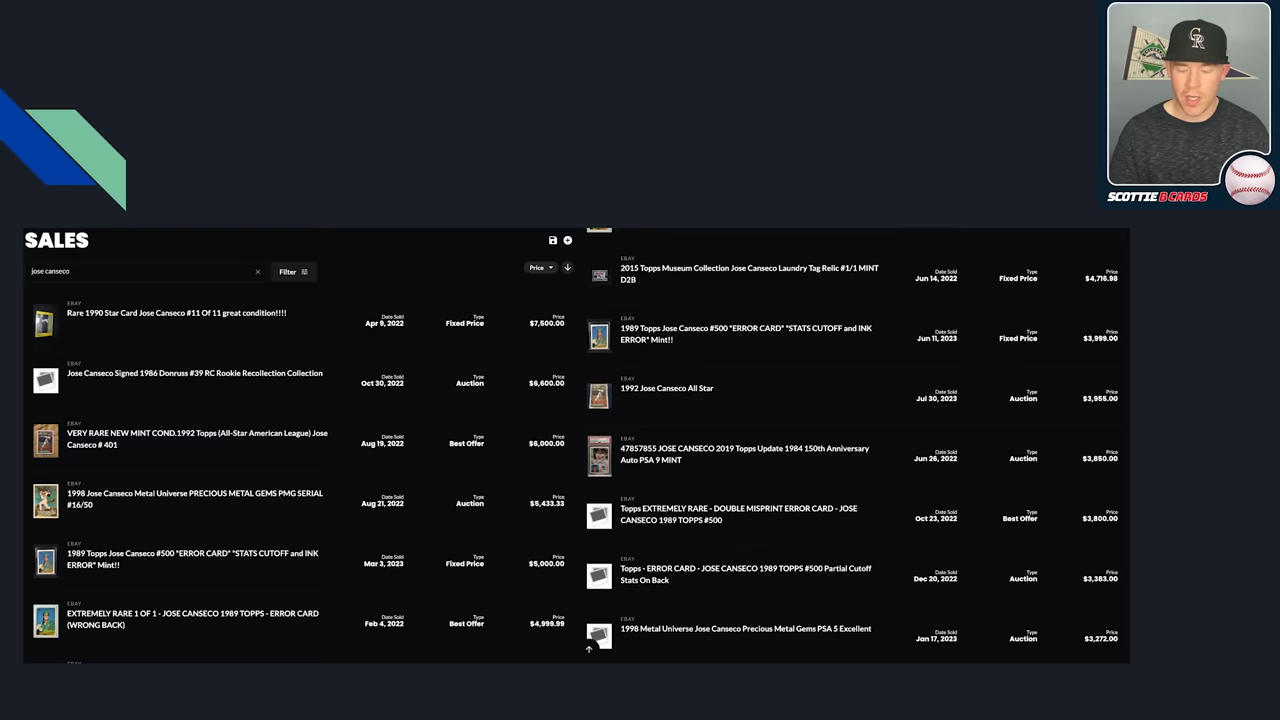 CR
SCOTTIE B CARDS
SALES
jose canseco
Filter
Price
EBAY
Rare 1990 Star Card Jose Canseco #11 Of 11 great condition!!!!
Date Sold
Apr 9, 2022
Type
Fixed Price
Price
$7,500.00
EBAY
Jose Canseco Signed 1986 Donruss #39 RC Rookie Recollection Collection
Date Sold
Oct 30, 2022
Type
Auction
Price
$6,600.00
EBAY
VERY RARE NEW MINT COND.1992 Topps (All-Star American League) Jose
Canseco # 401
Date Sold
Aug 19, 2022
Type
Best Offer
Price
$6,000.00
EBAY
1998 Jose Canseco Metal Universe PRECIOUS METAL GEMS PMG SERIAL
#16/50
Date Sold
Aug 21, 2022
Type
Auction
Price
$5,433.33
EBAY
1989 Topps Jose Canseco #500 *ERROR CARD* *STATS CUTOFF and INK
ERROR* Mint!!
Date Sold
Mar 3, 2023
Type
Fixed Price
Price
$5,000.00
EBAY
EXTREMELY RARE 1 OF 1 - JOSE CANSECO 1989 TOPPS - ERROR CARD
(WRONG BACK)
Date Sold
Feb 4, 2022
Type
Best Offer
Price
$4,999.99
EBAY
2015 Topps Museum Collection Jose Canseco Laundry Tag Relic #1/1 MINT
D2B
Date Sold
Jun 14, 2022
Type
Fixed Price
Price
$4,716.98
EBAY
1989 Topps Jose Canseco #500 *ERROR CARD* *STATS CUTOFF and INK
ERROR* Mint!!
Date Sold
Jun 11, 2023
Type
Fixed Price
Price
$3,999.00
EBAY
1992 Jose Canseco All Star
Date Sold
Jul 30, 2023
Type
Auction
Price
$3,955.00
EBAY
47857855 JOSE CANSECO 2019 Topps Update 1984 150th Anniversary
Auto PSA 9 MINT
Date Sold
Jun 26, 2022
Type
Auction
Price
$3,850.00
EBAY
Topps EXTREMELY RARE - DOUBLE MISPRINT ERROR CARD - JOSE
CANSECO 1989 TOPPS #500
Date Sold
Oct 23, 2022
Type
Best Offer
Price
$3,800.00
EBAY
Topps - ERROR CARD - JOSE CANSECO 1989 TOPPS #500 Partial Cutoff
Stats On Back
Date Sold
Dec 20, 2022
Type
Auction
Price
$3,383.00
EBAY
1998 Metal Universe Jose Canseco Precious Metal Gems PSA 5 Excellent
Date Sold
Jan 17, 2023
Type
Auction
Price
$3,272.00